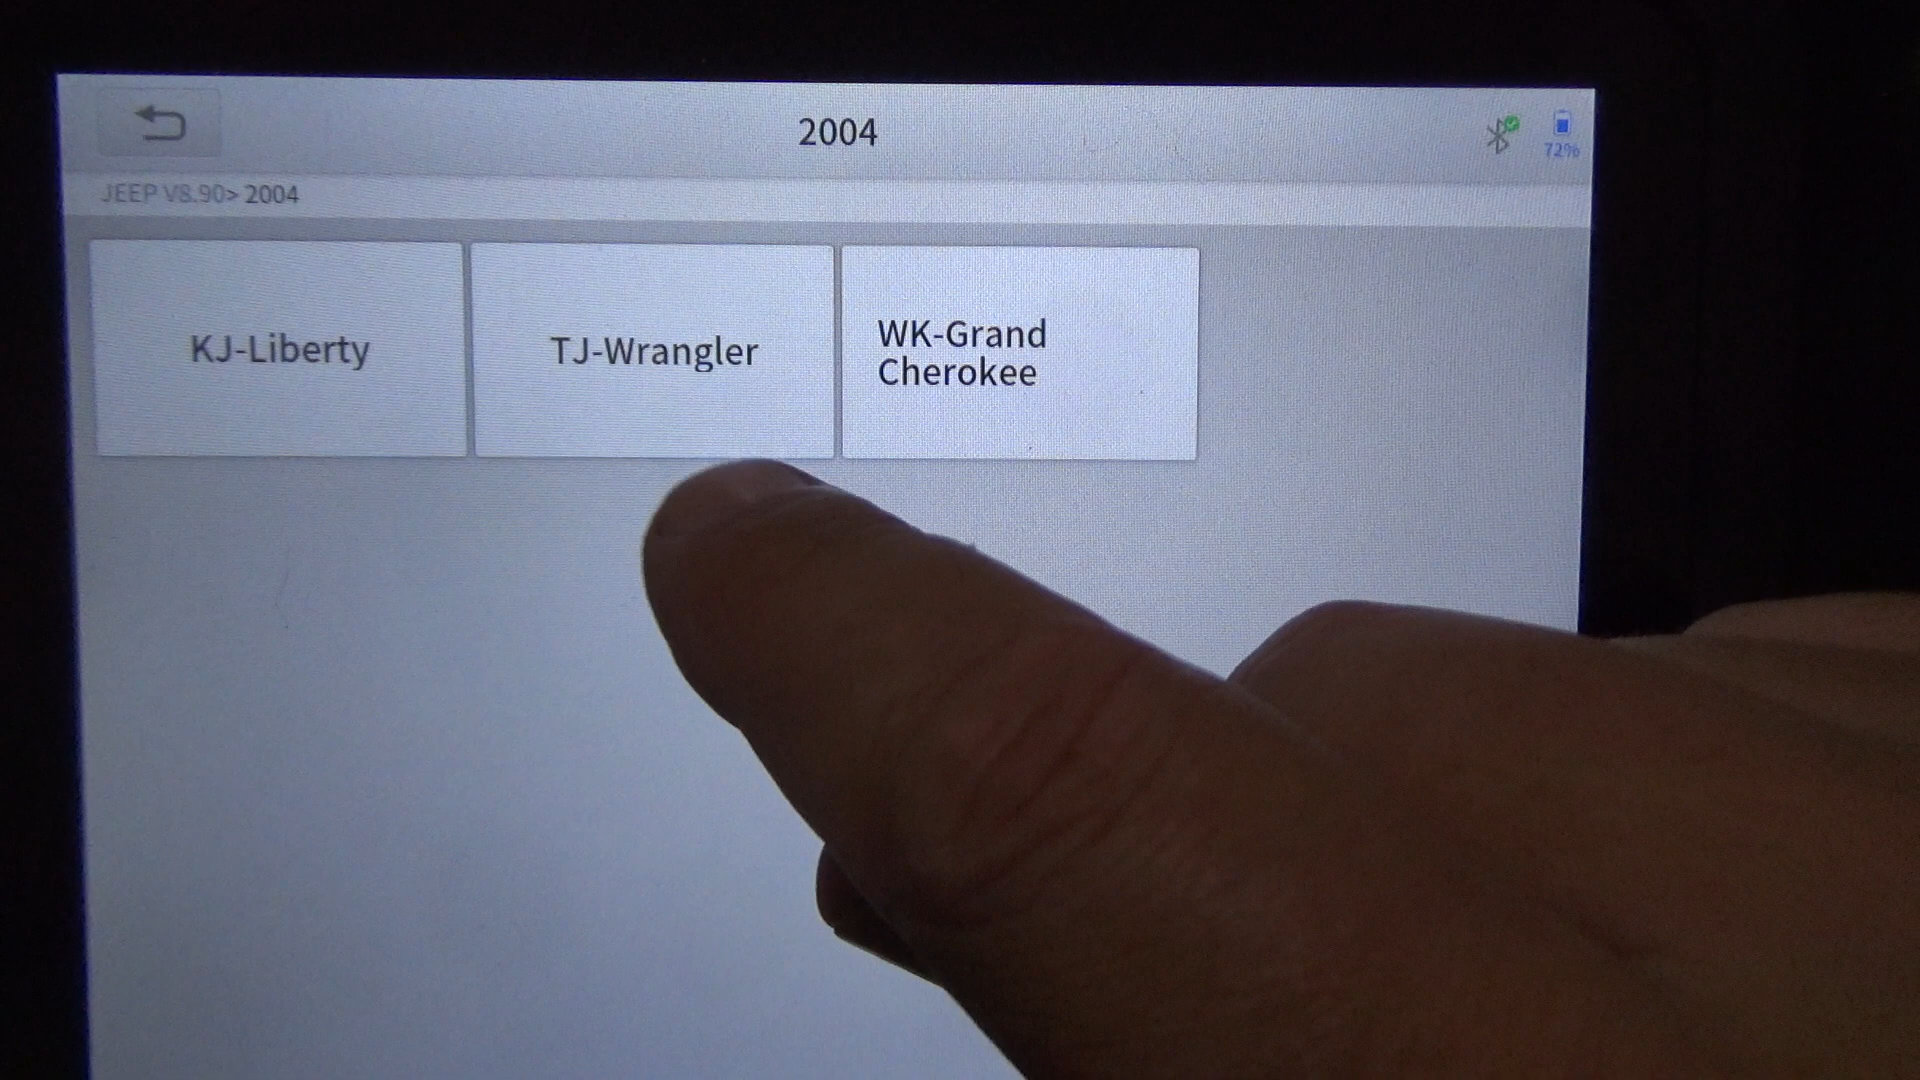 2004
72%
JEEP V8.90> 2004
KJ-Liberty
TJ-Wrangler
WK-Grand
Cherokee